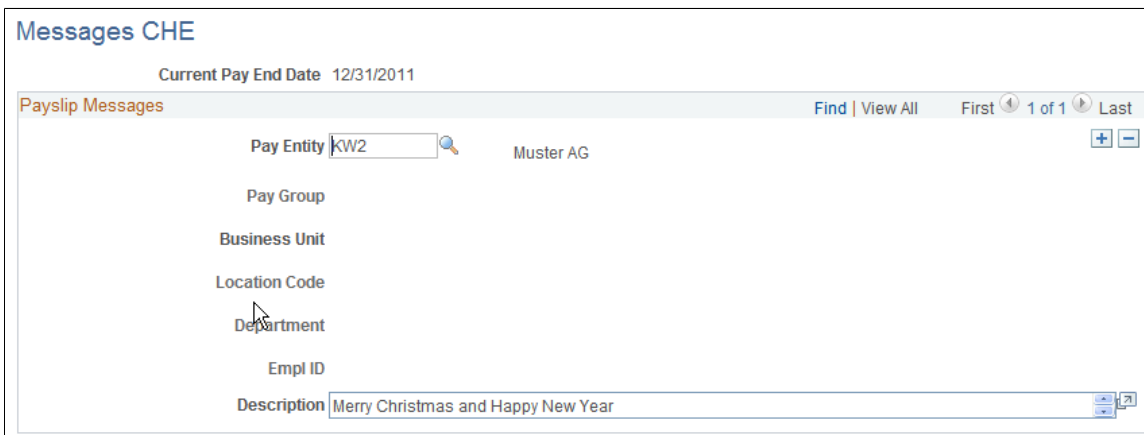 Messages CHE
Current Pay End Date 12/31/2011
Payslip Messages Find | View All First 1 of 1 Last
Pay Entity KW2 Muster AG
Pay Group
Business Unit
Location Code
Department
Empl ID
Description Merry Christmas and Happy New Year